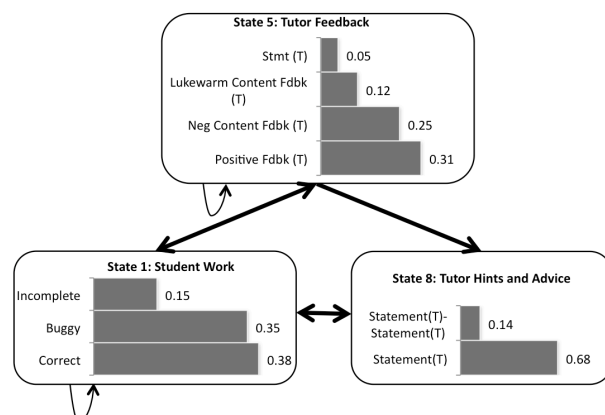 State 5: Tutor Feedback
Stmt (T)
0.05
Lukewarm Content Fdbk
(T)
0.12
Neg Content Fdbk (T)
0.25
Positive Fdbk (T)
0.31
State 1: Student Work
Incomplete
0.15
Buggy
0.35
Correct
0.38
State 8: Tutor Hints and Advice
Statement(T)-
Statement(T)
0.14
Statement(T)
0.68